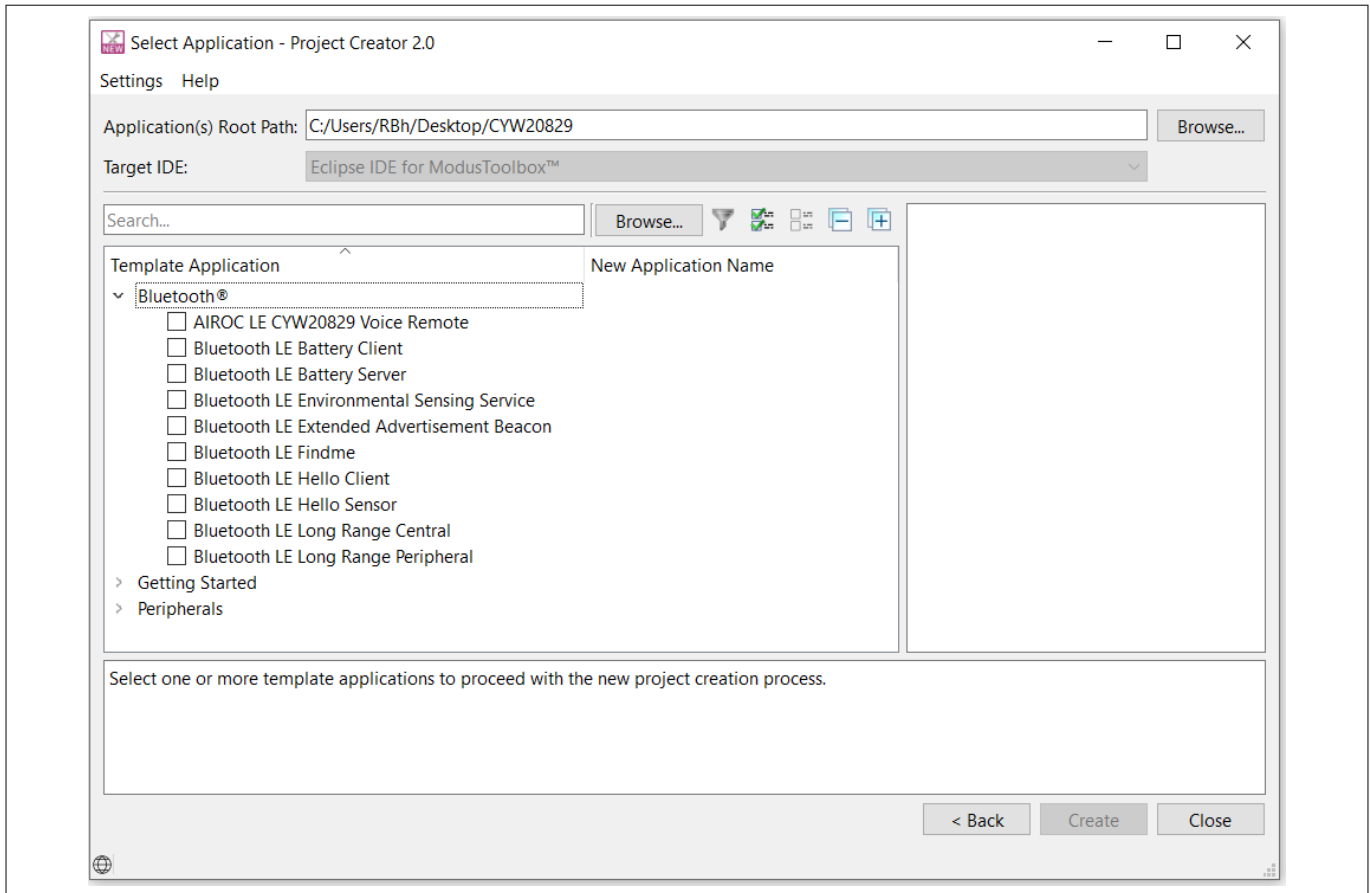 NEW
Select Application - Project Creator 2.0
Settings Help
Application(s) Root Path: C:/Users/RBh/Desktop/CYW20829 Browse...
Target IDE: Eclipse IDE for ModusToolbox™
Search... Browse...
Template Application New Application Name
Bluetooth®
AIROC LE CYW20829 Voice Remote
Bluetooth LE Battery Client
Bluetooth LE Battery Server
Bluetooth LE Environmental Sensing Service
Bluetooth LE Extended Advertisement Beacon
Bluetooth LE Findme
Bluetooth LE Hello Client
Bluetooth LE Hello Sensor
Bluetooth LE Long Range Central
Bluetooth LE Long Range Peripheral
Getting Started
Peripherals
Select one or more template applications to proceed with the new project creation process.
< Back Create Close